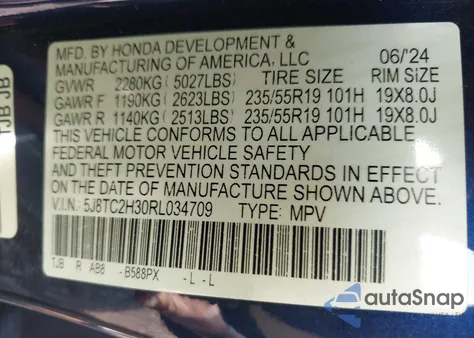 MFD. BY HONDA DEVELOPMENT &
MANUFACTURING OF AMERICA, LLC 06/'24
GVWR 2280KG (5027LBS) TIRE SIZE RIM SIZE
GAWR F 1190KG (2623LBS) 235/55R19 101H 19X8.0J
GAWR R 1140KG (2513LBS) 235/55R19 101H 19X8.0J
THIS VEHICLE CONFORMS TO ALL APPLICABLE
FEDERAL MOTOR VEHICLE SAFETY
AND THEFT PREVENTION STANDARDS IN EFFECT
ON THE DATE OF MANUFACTURE SHOWN ABOVE.
V.I.N.: 5J8TC2H30RL034709 TYPE: MPV
TJB R AB8 - B588PX - L - L
TJB JB
autoSnap